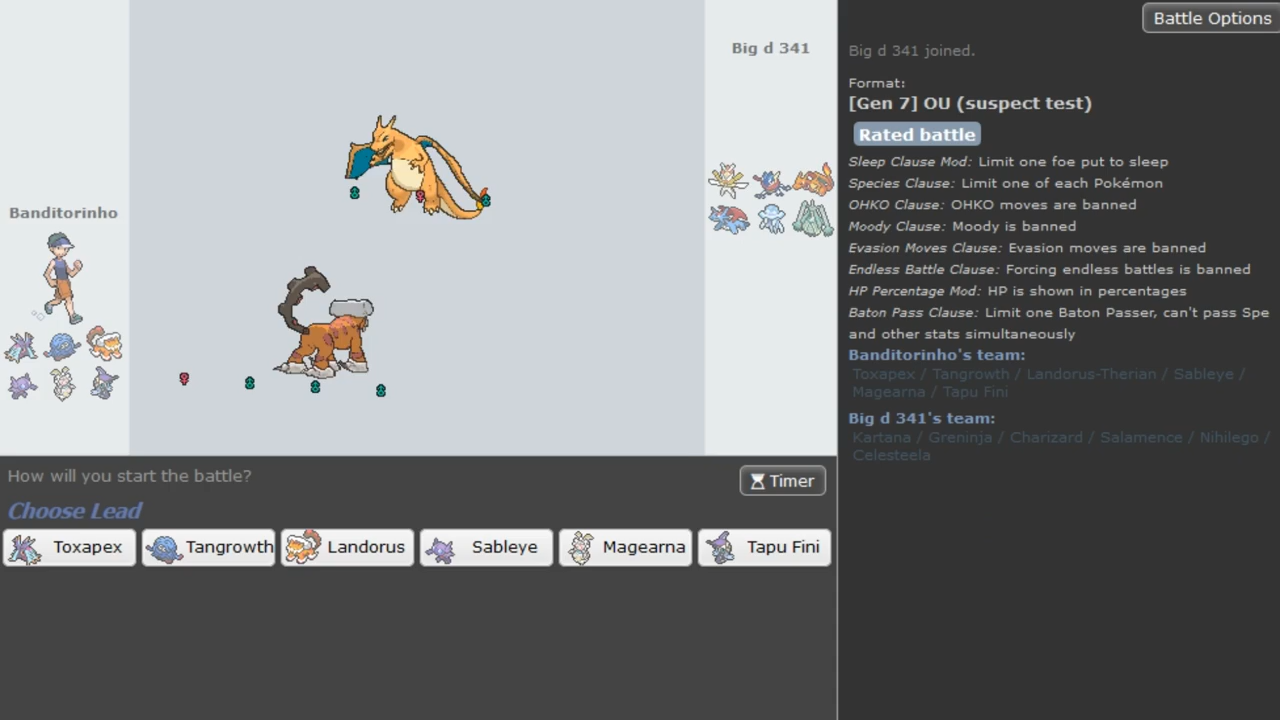 Battle Options
Big d 341
Big d 341 joined.
Format:
[Gen 7] OU (suspect test)
Rated battle
Sleep Clause Mod: Limit one foe put to sleep
Species Clause: Limit one of each Pokémon
OHKO Clause: OHKO moves are banned
Moody Clause: Moody is banned
Evasion Moves Clause: Evasion moves are banned
Endless Battle Clause: Forcing endless battles is banned
HP Percentage Mod: HP is shown in percentages
Baton Pass Clause: Limit one Baton Passer, can't pass Spe
and other stats simultaneously
Banditorinho's team:
Toxapex / Tangrowth / Landorus-Therian / Sableye /
Magearna / Tapu Fini
Big d 341's team:
Kartana / Greninja / Charizard / Salamence / Nihilego /
Celesteela
Banditorinho
How will you start the battle?
Timer
Choose Lead
Toxapex Tangrowth Landorus Sableye Magearna Tapu Fini